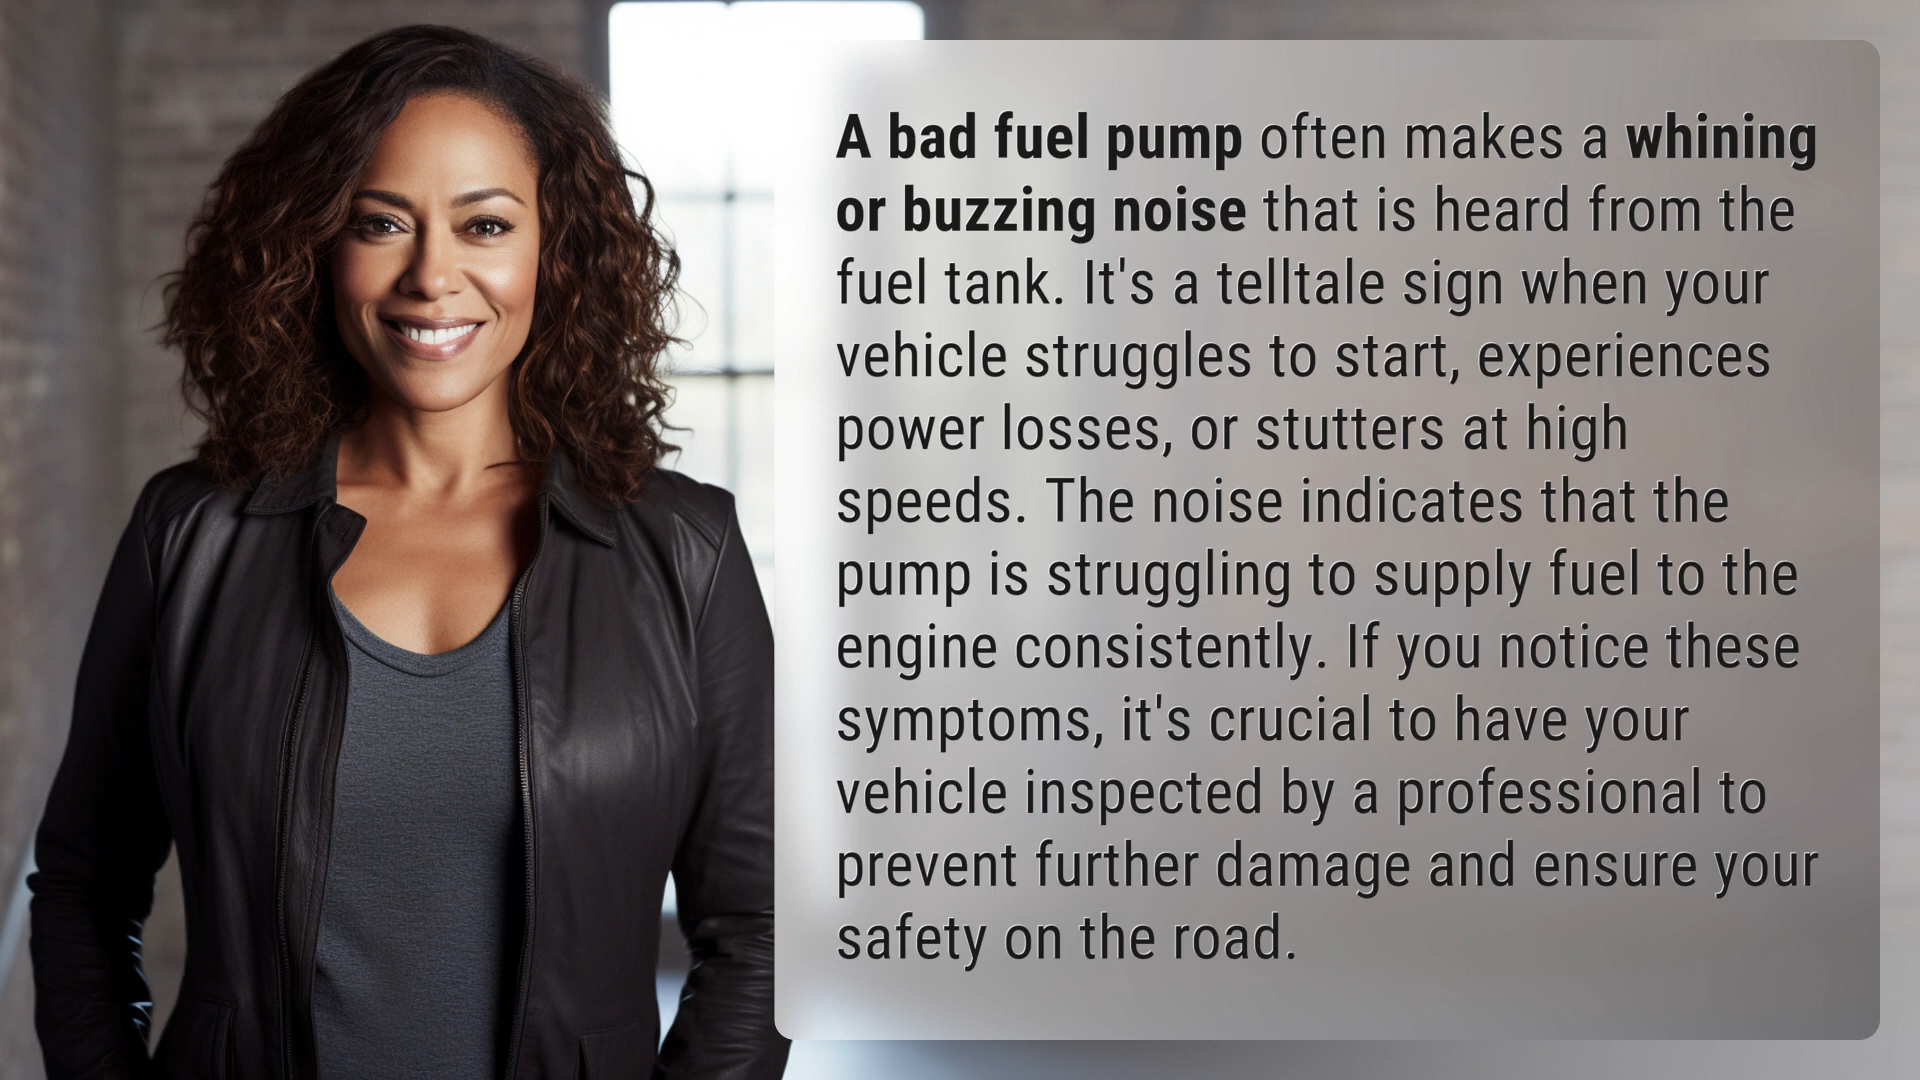 A bad fuel pump often makes a whining
or buzzing noise that is heard from the
fuel tank. It's a telltale sign when your
vehicle struggles to start, experiences
power losses, or stutters at high
speeds. The noise indicates that the
pump is struggling to supply fuel to the
engine consistently. If you notice these
symptoms, it's crucial to have your
vehicle inspected by a professional to
prevent further damage and ensure your
safety on the road.